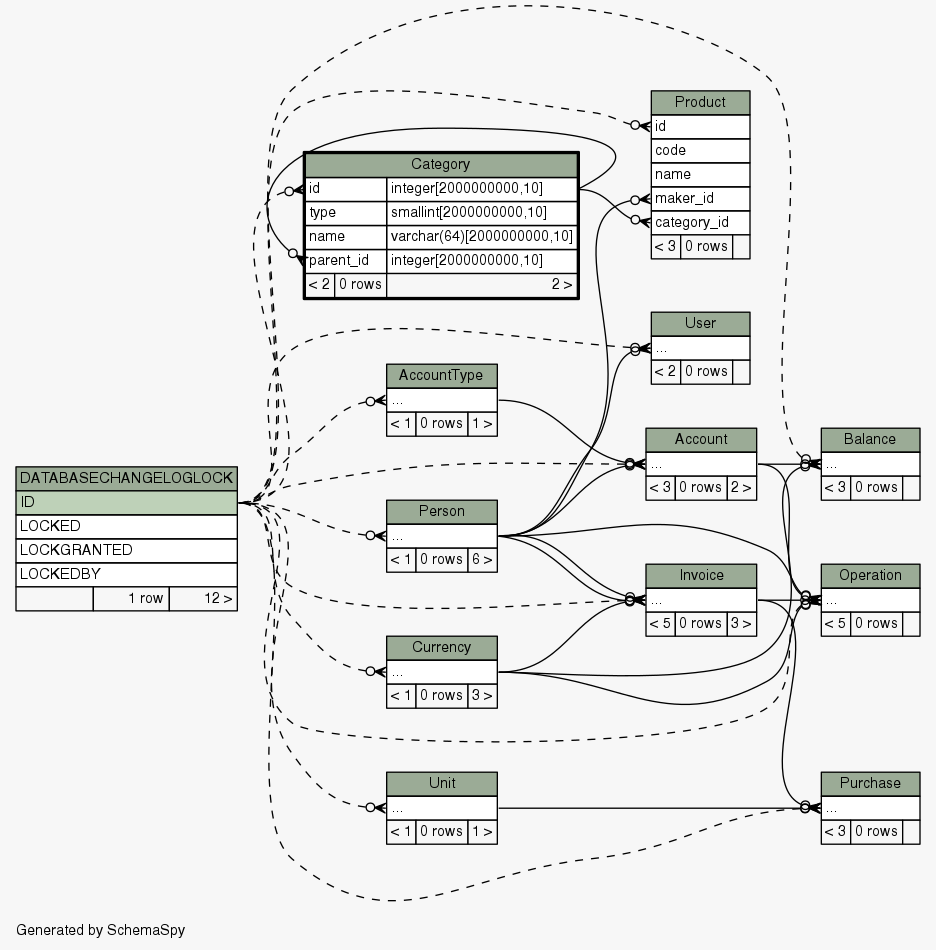 Product
id
code
name
maker_id
category_id
< 3 0 rows
Category
id integer[2000000000,10]
type smallint[2000000000,10]
name varchar(64)[2000000000,10]
parent_id integer[2000000000,10]
< 2 0 rows 2 >
User
...
< 2 0 rows
AccountType
...
< 1 0 rows 1 >
Account
...
< 3 0 rows 2 >
Balance
...
< 3 0 rows
DATABASECHANGELOGLOCK
ID
LOCKED
LOCKGRANTED
LOCKEDBY
1 row 12 >
Person
...
< 1 0 rows 6 >
Invoice
...
< 5 0 rows 3 >
Operation
...
< 5 0 rows
Currency
...
< 1 0 rows 3 >
Unit
...
< 1 0 rows 1 >
Purchase
...
< 3 0 rows
Generated by SchemaSpy